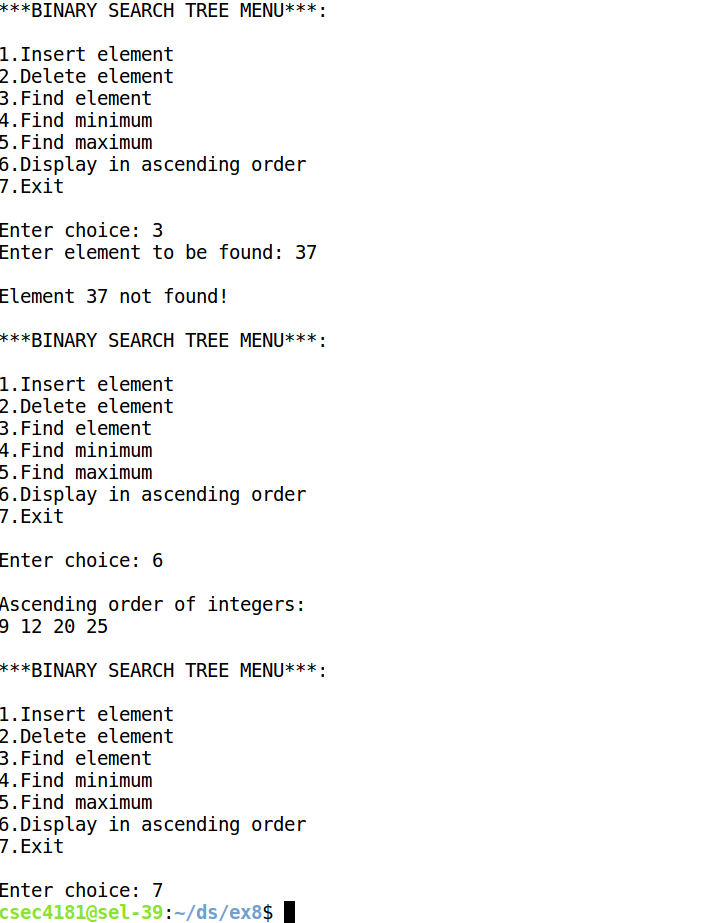 ***BINARY SEARCH TREE MENU***:
1.Insert element
2.Delete element
3.Find element
4.Find minimum
5.Find maximum
6.Display in ascending order
7.Exit
Enter choice: 3
Enter element to be found: 37
Element 37 not found!
***BINARY SEARCH TREE MENU***:
1.Insert element
2.Delete element
3.Find element
4.Find minimum
5.Find maximum
6.Display in ascending order
7.Exit
Enter choice: 6
Ascending order of integers:
9 12 20 25
***BINARY SEARCH TREE MENU***:
1.Insert element
2.Delete element
3.Find element
4.Find minimum
5.Find maximum
6.Display in ascending order
7.Exit
Enter choice: 7
csec4181@sel-39:~/ds/ex8$